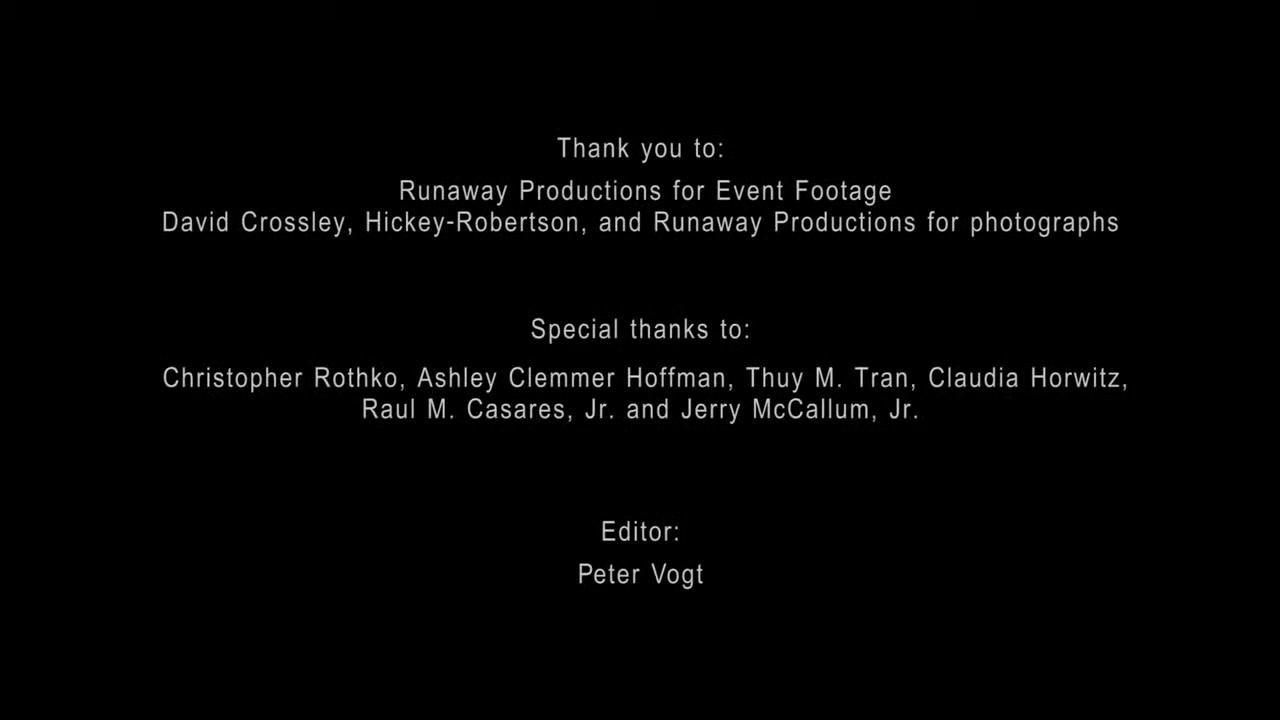 Thank you to:
Runaway Productions for Event Footage
David Crossley, Hickey-Robertson, and Runaway Productions for photographs
Special thanks to:
Christopher Rothko, Ashley Clemmer Hoffman, Thuy M. Tran, Claudia Horwitz,
Raul M. Casares, Jr. and Jerry McCallum, Jr.
Editor:
Peter Vogt